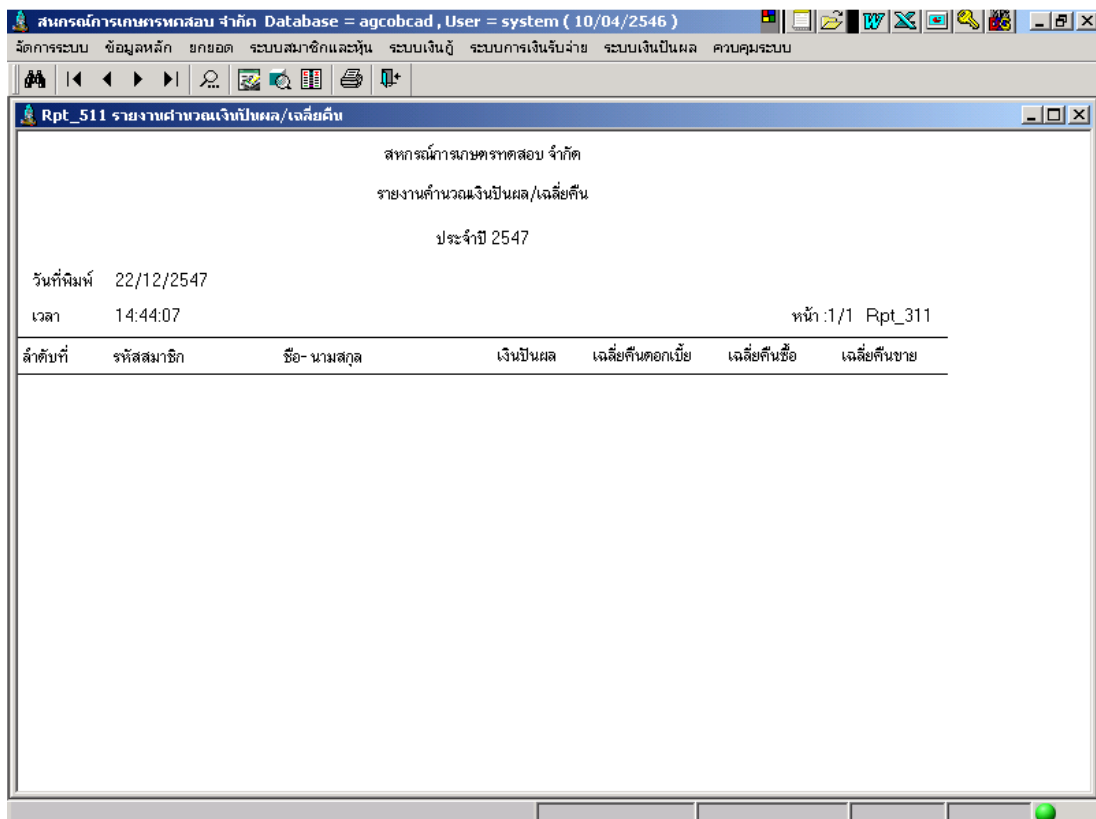 สหกรณ์การเกษตรทดสอบ จำกัด Database = agcobcad , User = system ( 10/04/2546 )
จัดการระบบ ข้อมูลหลัก ยกยอด ระบบสมาชิกและหุ้น ระบบเงินกู้ ระบบการเงินรับจ่าย ระบบเงินปันผล ควบคุมระบบ
Rpt_511 รายงานคำนวณเงินปันผล/เฉลี่ยคืน
สหกรณ์การเกษตรทดสอบ จำกัด
รายงานคำนวณเงินปันผล/เฉลี่ยคืน
ประจำปี 2547
วันที่พิมพ์ 22/12/2547
เวลา 14:44:07 หน้า :1/1 Rpt_311
ลำดับที่ รหัสสมาชิก ชื่อ- นามสกุล เงินปันผล เฉลี่ยคืนดอกเบี้ย เฉลี่ยคืนซื้อ เฉลี่ยคืนขาย